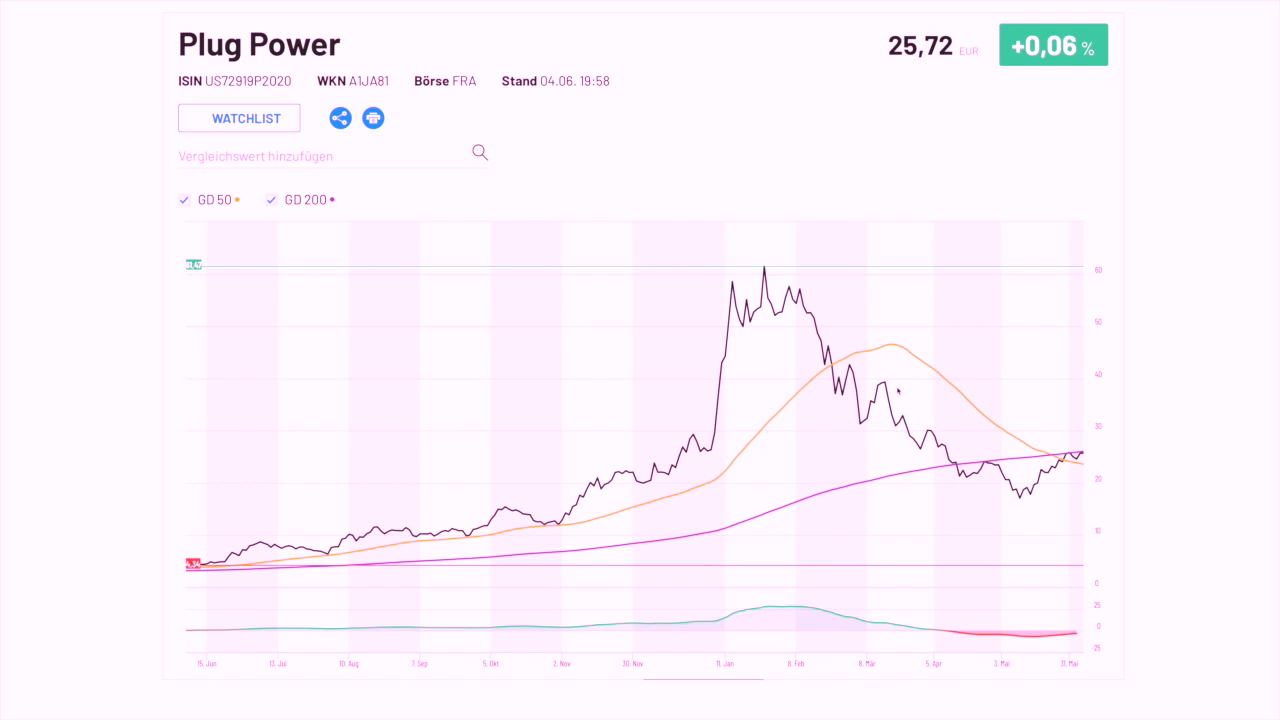 Plug Power
25,72 EUR +0,06 %
ISIN US72919P2020 WKN A1JA81 Börse FRA Stand 04.06. 19:58
WATCHLIST
Vergleichswert hinzufügen
GD 50 GD 200
60
50
40
30
20
10
0
25
0
-25
15. Jun 13. Jul 10. Aug 7. Sep 5. Okt 2. Nov 30. Nov 11. Jan 8. Feb 8. Mär 5. Apr 3. Mai 31. Mai